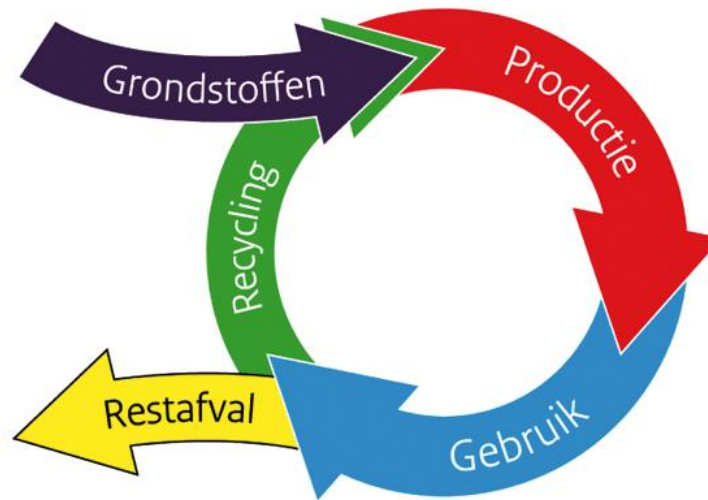 Grondstoffen
Productie
Recycling
Gebruik
Restafval